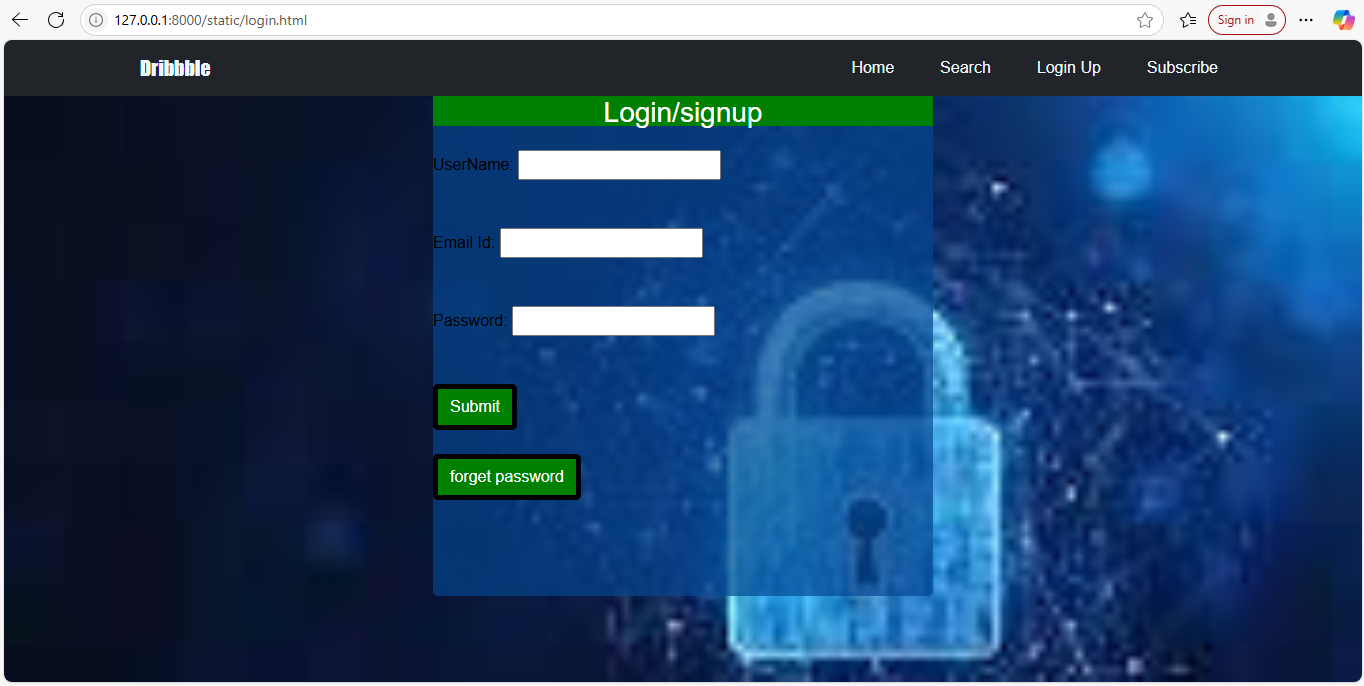 127.0.0.1:8000/static/login.html
Sign in
Dribbble
Home Search Login Up Subscribe
Login/signup
UserName:
Email Id:
Password:
Submit
forget password